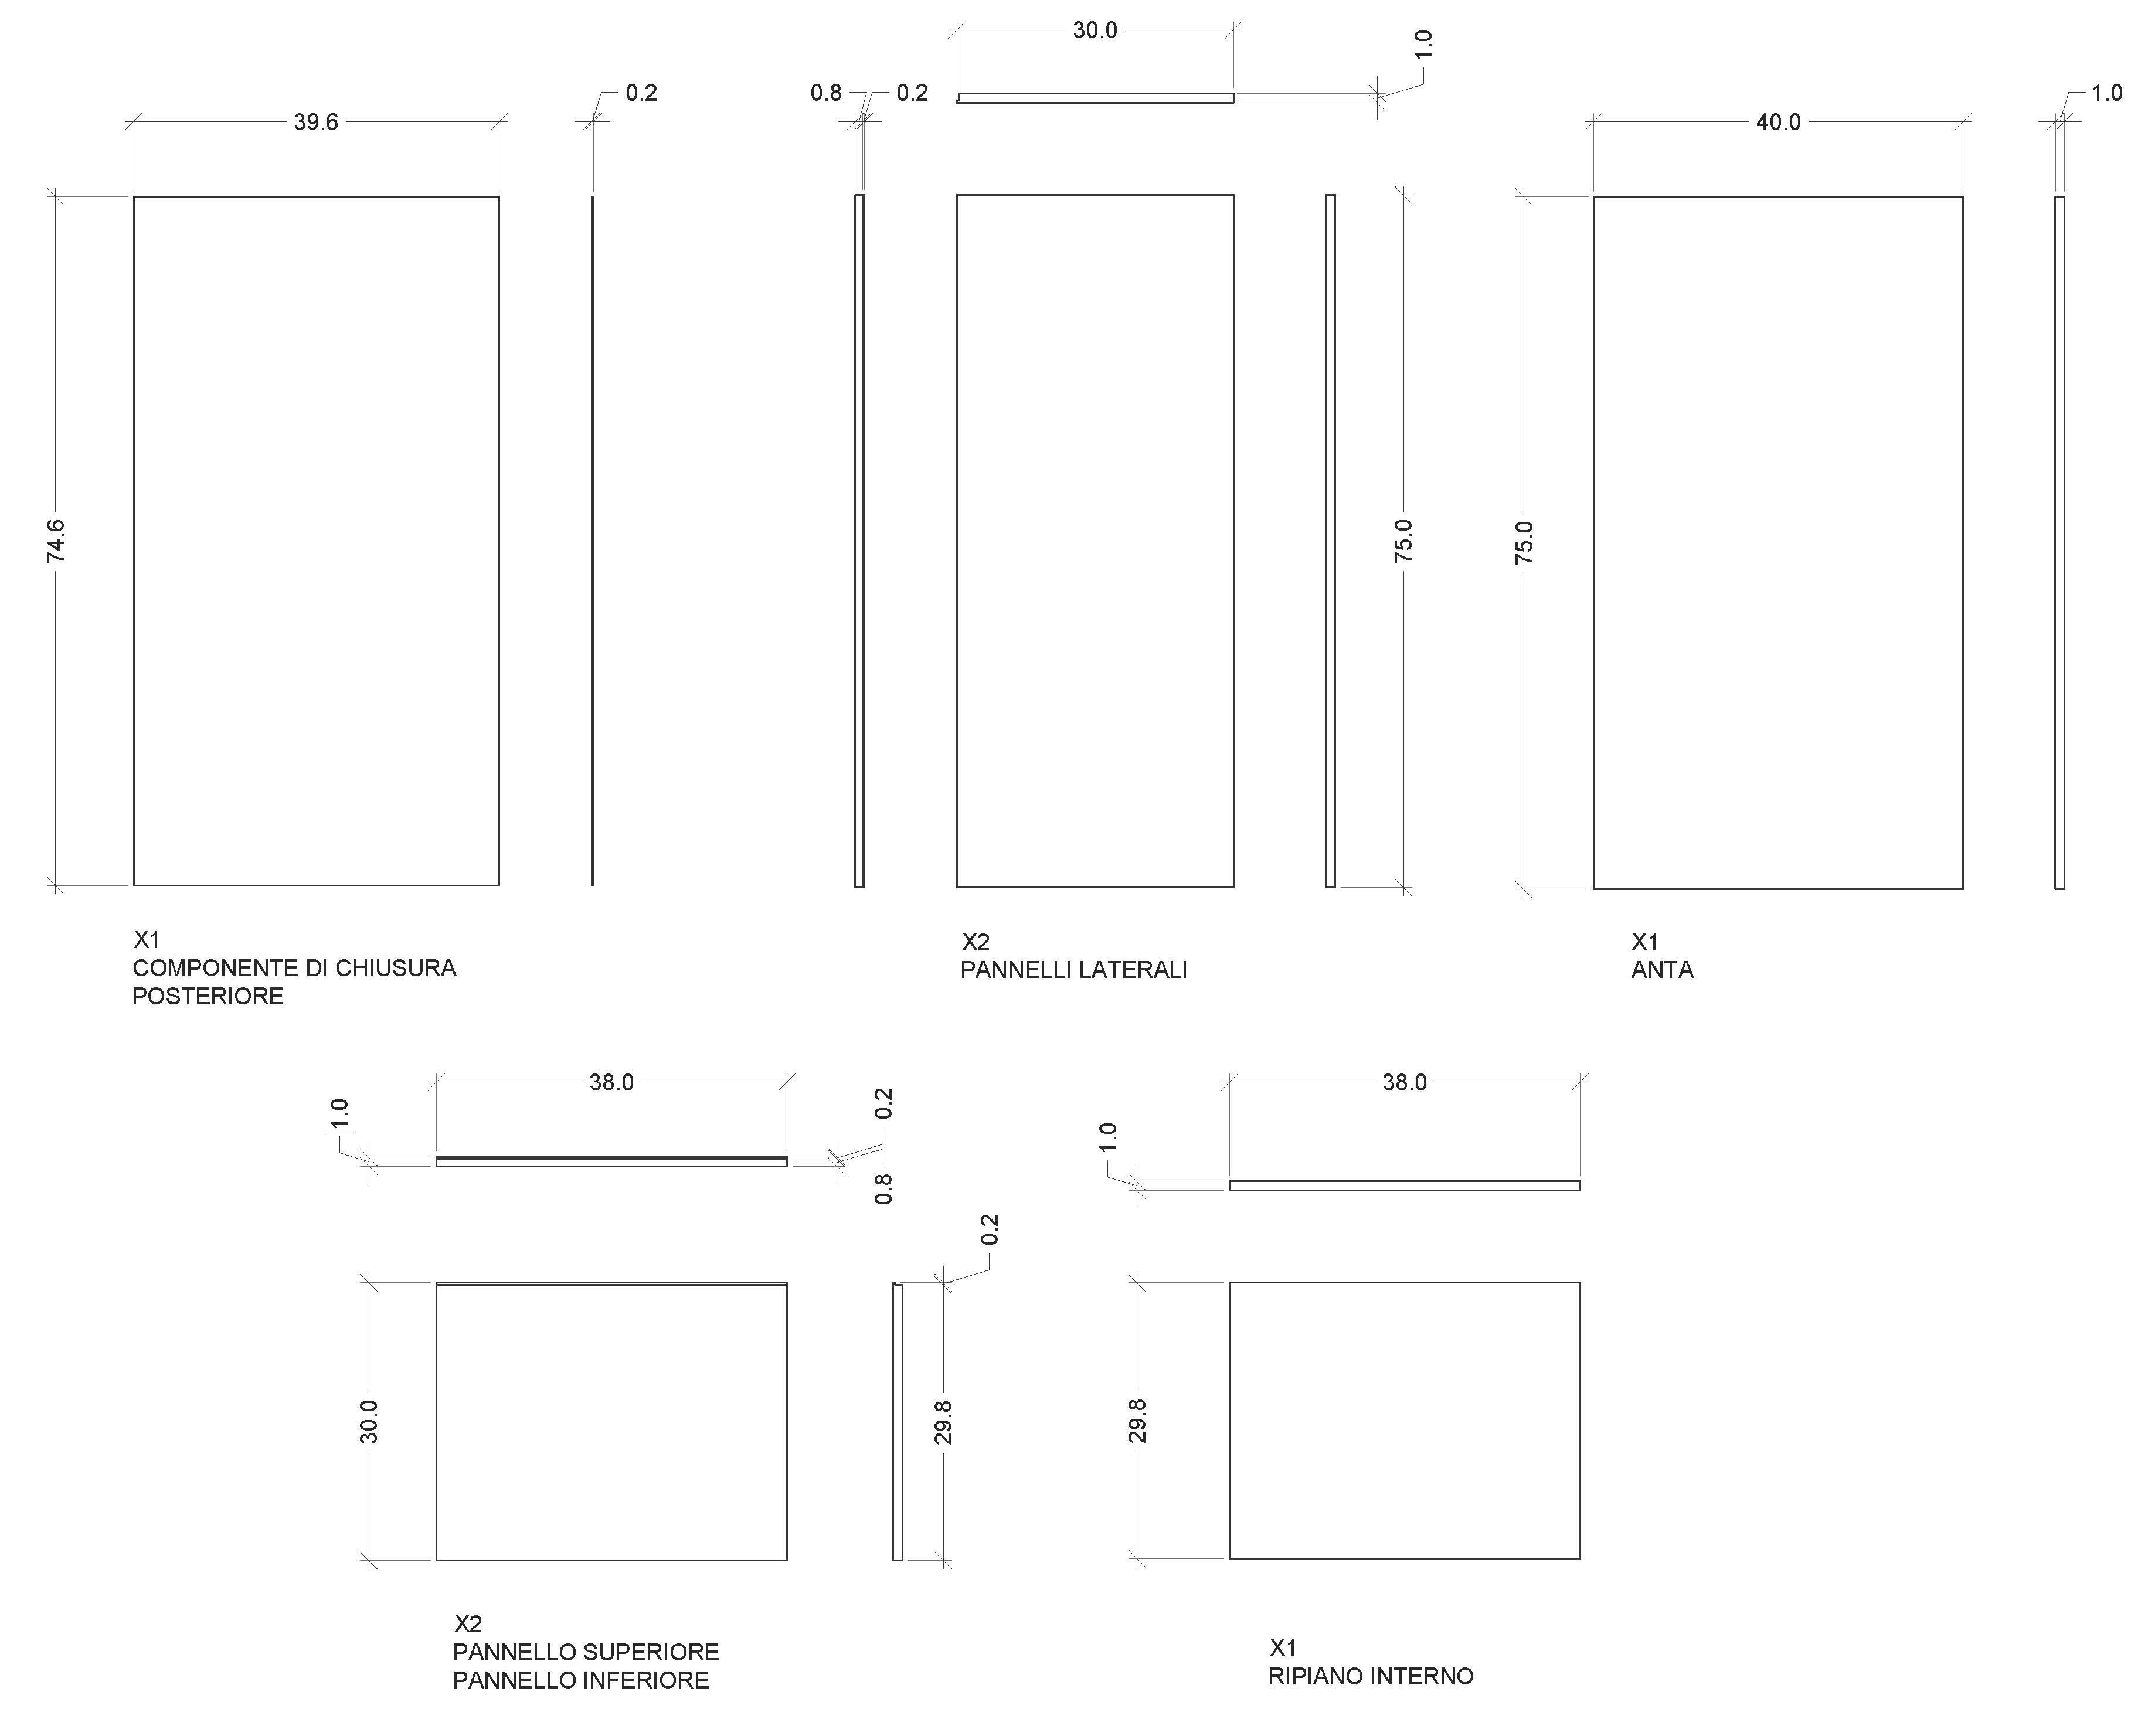 30.0
1.0
39.6
0.2
0.8
0.2
40.0
1.0
74.6
75.0
75.0
X1
COMPONENTE DI CHIUSURA
POSTERIORE
X2
PANNELLI LATERALI
X1
ANTA
38.0
1.0
0.2
0.8
30.0
0.2
29.8
X2
PANNELLO SUPERIORE
PANNELLO INFERIORE
38.0
1.0
29.8
X1
RIPIANO INTERNO